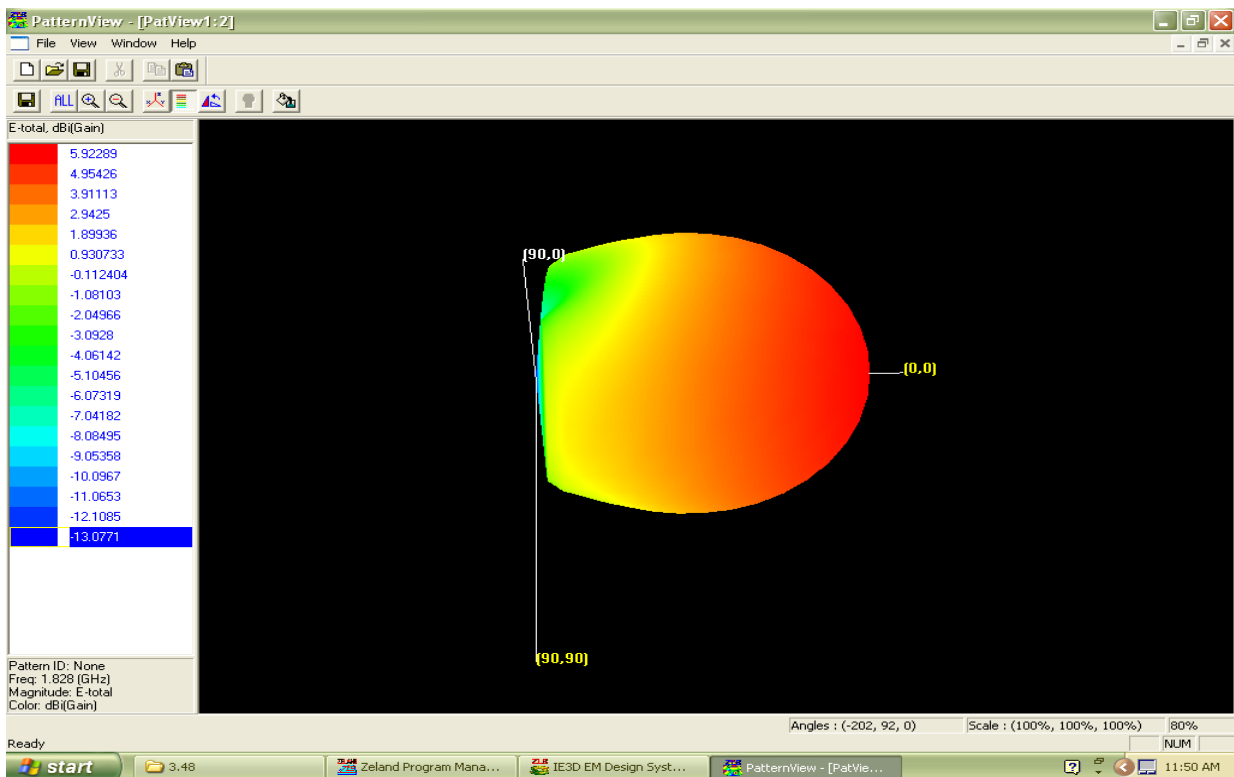 PatternView - [PatView1:2]
File View Window Help
ALL
E-total, dBi(Gain)
5.92289
4.95426
3.91113
2.9425
1.89936
0.930733
-0.112404
-1.08103
-2.04966
-3.0928
-4.06142
-5.10456
-6.07319
-7.04182
-8.08495
-9.05358
-10.0967
-11.0653
-12.1085
-13.0771
(90,0)
(0,0)
(90,90)
Pattern ID: None
Freq: 1.828 (GHz)
Magnitude: E-total
Color: dBi(Gain)
Angles : (-202, 92, 0) Scale : (100%, 100%, 100%) 80%
Ready NUM
start 3.48 Zeland Program Mana... IE3D EM Design Syst... PatternView - [PatVie... 11:50 AM